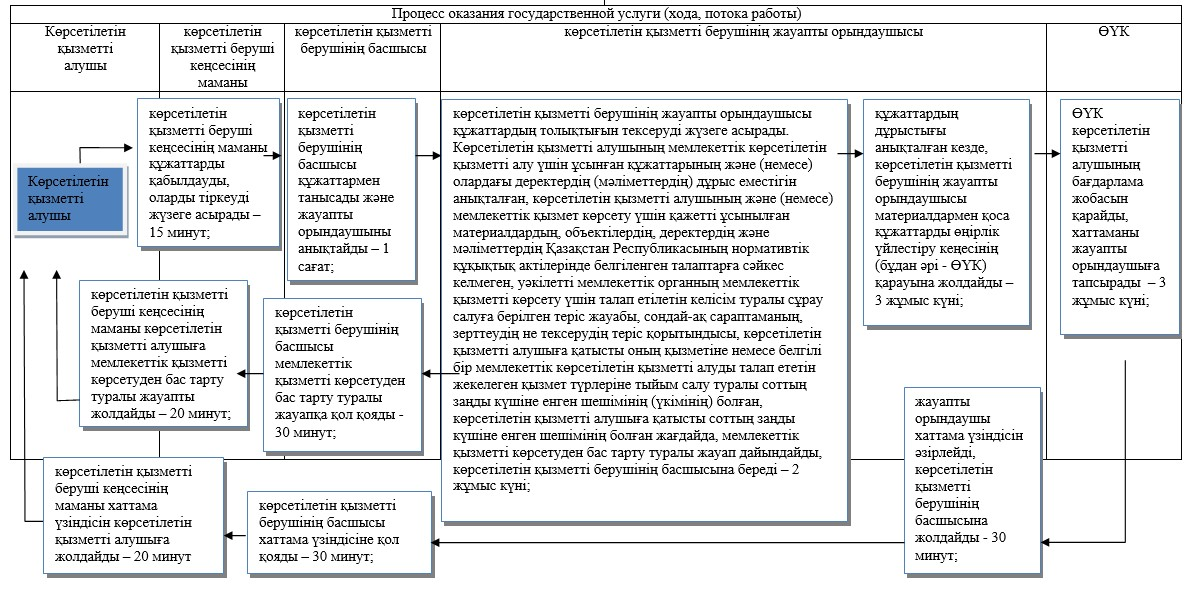 Процесс оказания государственной услуги (хода, потока работы)
Көрсетілетін
қызметті
алушы
көрсетілетін
қызметті беруші
кеңсесінің
маманы
көрсетілетін қызметті
берушінің басшысы
көрсетілетін қызметті берушінің жауапты орындаушысы
ӨҮК
Көрсетілетін
қызметті
алушы
көрсетілетін
қызметті беруші
кеңсесінің маманы
құжаттарды
қабылдауды,
оларды тіркеуді
жүзеге асырады –
15 минут;
көрсетілетін
қызметті
берушінің
басшысы
құжаттармен
танысады және
жауапты
орындаушыны
анықтайды – 1
сағат;
көрсетілетін қызметті берушінің жауапты орындаушысы
құжаттардың толықтығын тексеруді жүзеге асырады.
Көрсетілетін қызметті алушының мемлекеттік көрсетілетін
қызметті алу үшін ұсынған құжаттарының және (немесе)
олардағы деректердің (мәліметтердің) дұрыс еместігін
анықталған, көрсетілетін қызметті алушының және (немесе)
мемлекеттік қызмет көрсету үшін қажетті ұсынылған
материалдардың, объектілердің, деректердің және
мәліметтердің Қазақстан Республикасының нормативтік
құқықтық актілерінде белгіленген талаптарға сәйкес
келмеген, уәкілетті мемлекеттік органның мемлекеттік
қызметті көрсету үшін талап етілетін келісім туралы сұрау
салуға берілген теріс жауабы, сондай-ақ сараптаманың,
зерттеудің не тексерудің теріс қорытындысы, көрсетілетін
қызметті алушыға қатысты оның қызметіне немесе белгілі
бір мемлекеттік көрсетілетін қызметті алуды талап ететін
жекелеген қызмет түрлеріне тыйым салу туралы соттың
заңды күшіне енген шешімінің (үкімінің) болған,
көрсетілетін қызметті алушыға қатысты соттың заңды
күшіне енген шешімінің болған жағдайда, мемлекеттік
қызметті көрсетуден бас тарту туралы жауап дайындайды,
көрсетілетін қызметті берушінің басшысына береді – 2
жұмыс күні;
құжаттардың
дұрыстығы
анықталған кезде,
көрсетілетін қызметті
берушінің жауапты
орындаушысы
материалдармен қоса
құжаттарды өңірлік
үйлестіру кеңесінің
(бұдан әрі - ӨҮК)
қарауына жолдайды –
3 жұмыс күні;
ӨҮК
көрсетілетін
қызметті
алушының
бағдарлама
жобасын
қарайды,
хаттаманы
жауапты
орындаушыға
тапсырады – 3
жұмыс күні;
көрсетілетін қызметті
беруші кеңсесінің
маманы көрсетілетін
қызметті алушыға
мемлекеттік қызметті
көрсетуден бас тарту
туралы жауапты
жолдайды – 20 минут;
көрсетілетін
қызметті берушінің
басшысы
мемлекеттік
қызметті көрсетуден
бас тарту туралы
жауапқа қол қояды -
30 минут;
жауапты
орындаушы
хаттама үзіндісін
әзірлейді,
көрсетілетін
қызметті
берушінің
басшысына
жолдайды - 30
минут;
көрсетілетін қызметті
беруші кеңсесінің
маманы хаттама
үзіндісін көрсетілетін
қызметті алушыға
жолдайды – 20 минут
көрсетілетін қызметті
берушінің басшысы
хаттама үзіндісіне қол
қояды – 30 минут;